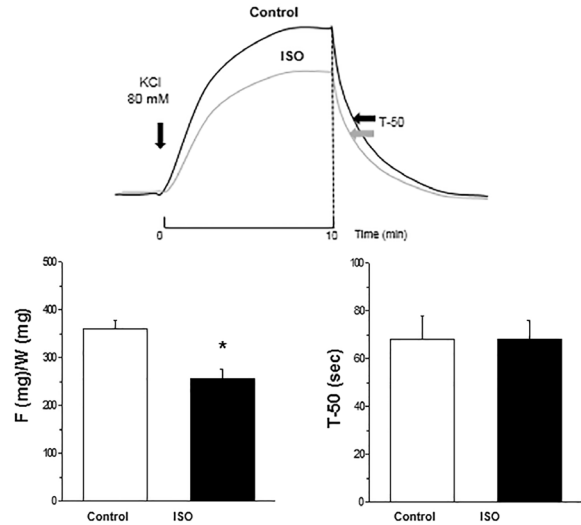 Control
ISO
KCl
80 mM
T-50
0
10
Time (min)
500
400
300
200
100
0
F (mg)/W (mg)
*
Control
ISO
100
80
60
40
20
0
T-50 (sec)
Control
ISO